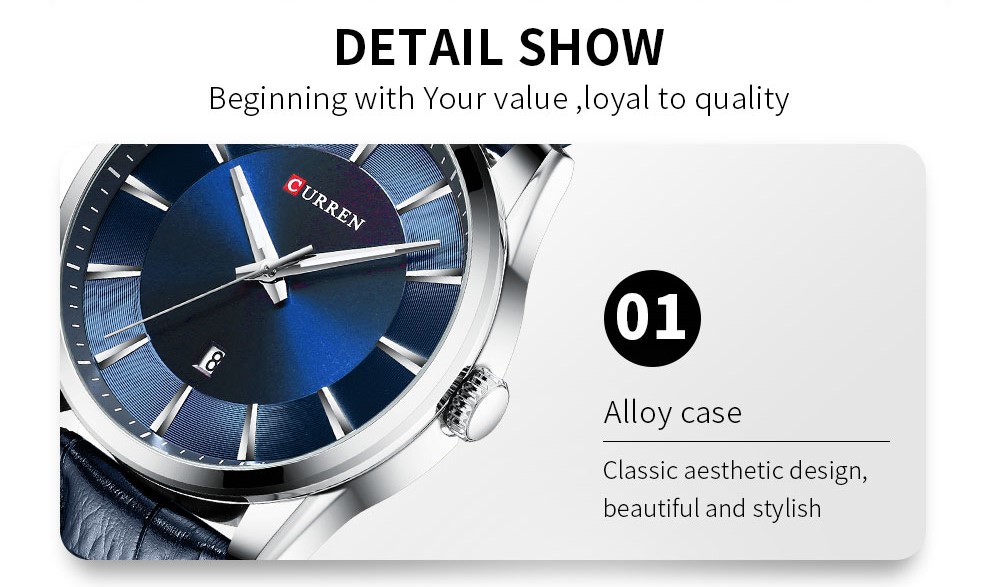 DETAIL SHOW
Beginning with Your value ,loyal to quality
CURREN
01
8
Alloy case
Classic aesthetic design,
beautiful and stylish